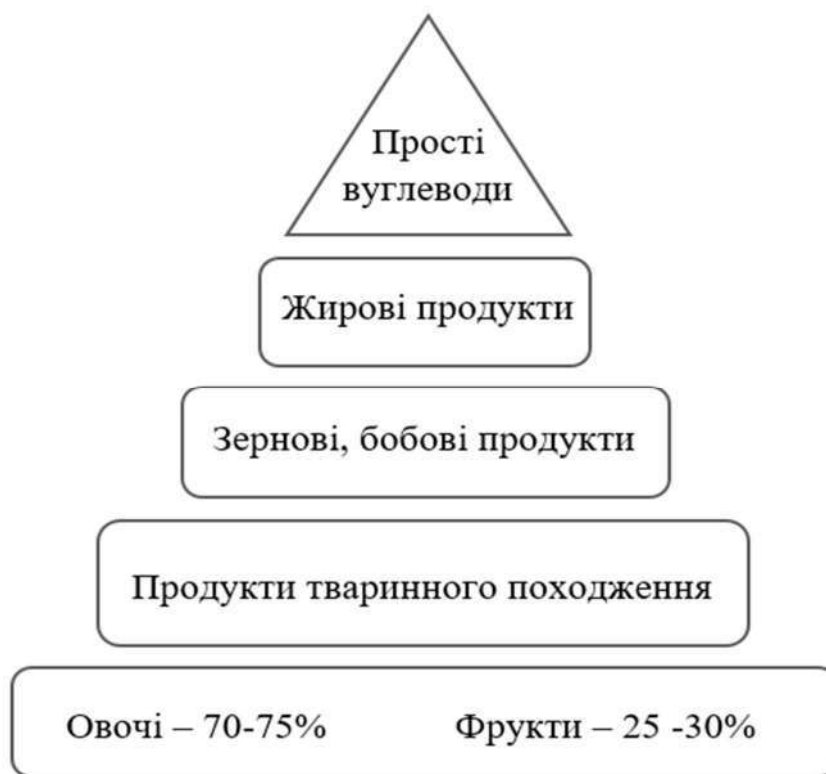 Прості
вуглеводи
Жирові продукти
Зернові, бобові продукти
Продукти тваринного походження
Овочі – 70-75% Фрукти – 25 -30%